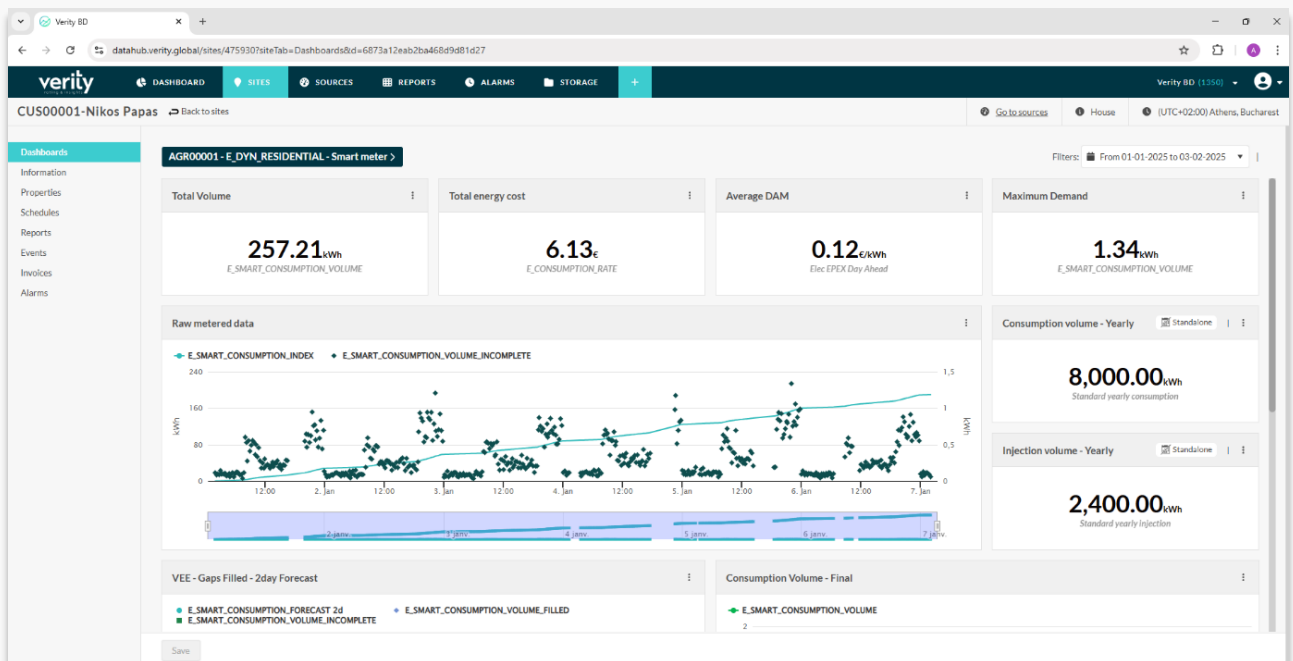 Verity BD
datahub.verity.global/sites/475930?siteTab=Dashboards&d=6873a12eab2ba468d9d81d27
A
verity
DASHBOARD
SITES
SOURCES
REPORTS
ALARMS
STORAGE
+
Verity BD (1350)
CUS00001-Nikos Papas
Back to sites
Go to sources
House
(UTC+02:00) Athens, Bucharest
Dashboards
Information
Properties
Schedules
Reports
Events
Invoices
Alarms
AGR00001 - E_DYN_RESIDENTIAL - Smart meter >
Filters: From 01-01-2025 to 03-02-2025
Total Volume
257.21 kWh
E_SMART_CONSUMPTION_VOLUME
Total energy cost
6.13 €
E_CONSUMPTION_RATE
Average DAM
0.12 €/kWh
Elec EPEX Day Ahead
Maximum Demand
1.34 kWh
E_SMART_CONSUMPTION_VOLUME
Raw metered data
E_SMART_CONSUMPTION_INDEX
E_SMART_CONSUMPTION_VOLUME_INCOMPLETE
240
160
80
0
kWh
1,5
1
0,5
0
kWh
12:00
2. Jan
12:00
3. Jan
12:00
4. Jan
12:00
5. Jan
12:00
6. Jan
12:00
7. Jan
2 janv.
3 janv.
4 janv.
5 janv.
6 janv.
7 janv.
Consumption volume - Yearly
Standalone
8,000.00 kWh
Standard yearly consumption
Injection volume - Yearly
Standalone
2,400.00 kWh
Standard yearly injection
VEE - Gaps Filled - 2day Forecast
E_SMART_CONSUMPTION_FORECAST 2d
E_SMART_CONSUMPTION_VOLUME_FILLED
E_SMART_CONSUMPTION_VOLUME_INCOMPLETE
Consumption Volume - Final
E_SMART_CONSUMPTION_VOLUME
2
Save